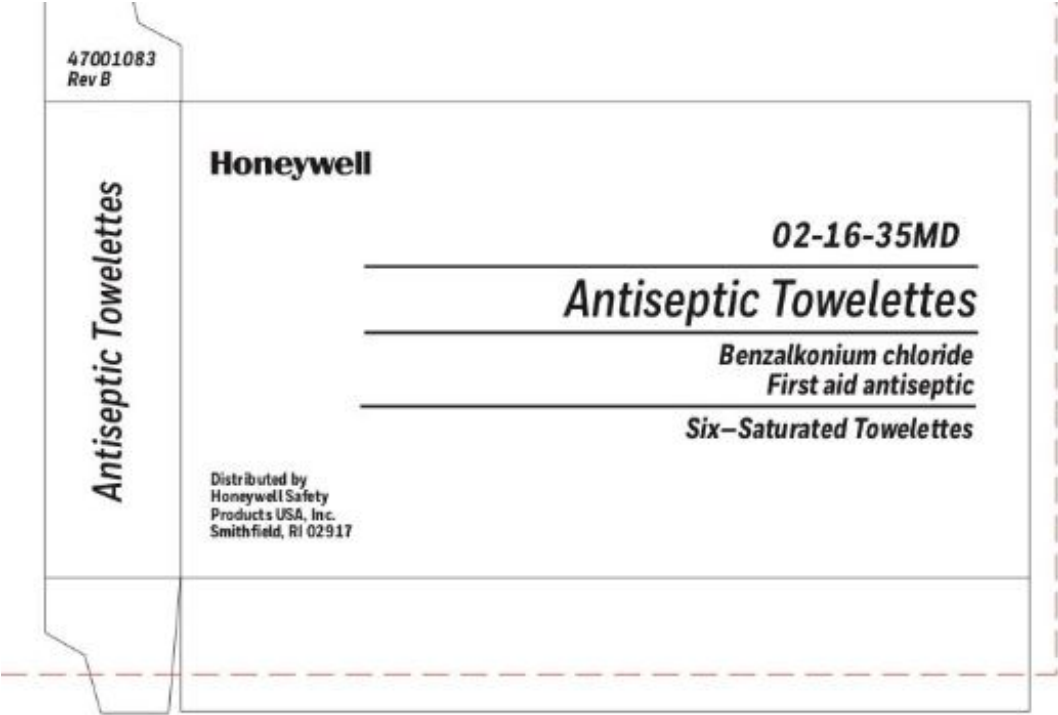 47001083
Rev B
Antiseptic Towelettes
Honeywell
02-16-35MD
Antiseptic Towelettes
Benzalkonium chloride
First aid antiseptic
Six–Saturated Towelettes
Distributed by
Honeywell Safety
Products USA, Inc.
Smithfield, RI 02917